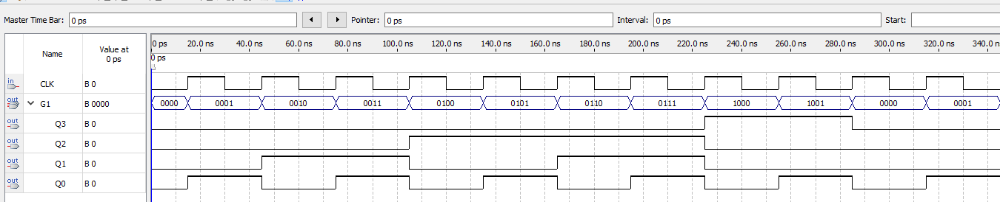 Master Time Bar: 0 ps Pointer: 0 ps Interval: 0 ps Start:
Name Value at 0 ps
0 ps 20.0 ns 40.0 ns 60.0 ns 80.0 ns 100.0 ns 120.0 ns 140.0 ns 160.0 ns 180.0 ns 200.0 ns 220.0 ns 240.0 ns 260.0 ns 280.0 ns 300.0 ns 320.0 ns 340.0
0 ps
in CLK B 0
out G1 B 0000 0000 0001 0010 0011 0100 0101 0110 0111 1000 1001 0000 0001
out Q3 B 0
out Q2 B 0
out Q1 B 0
out Q0 B 0